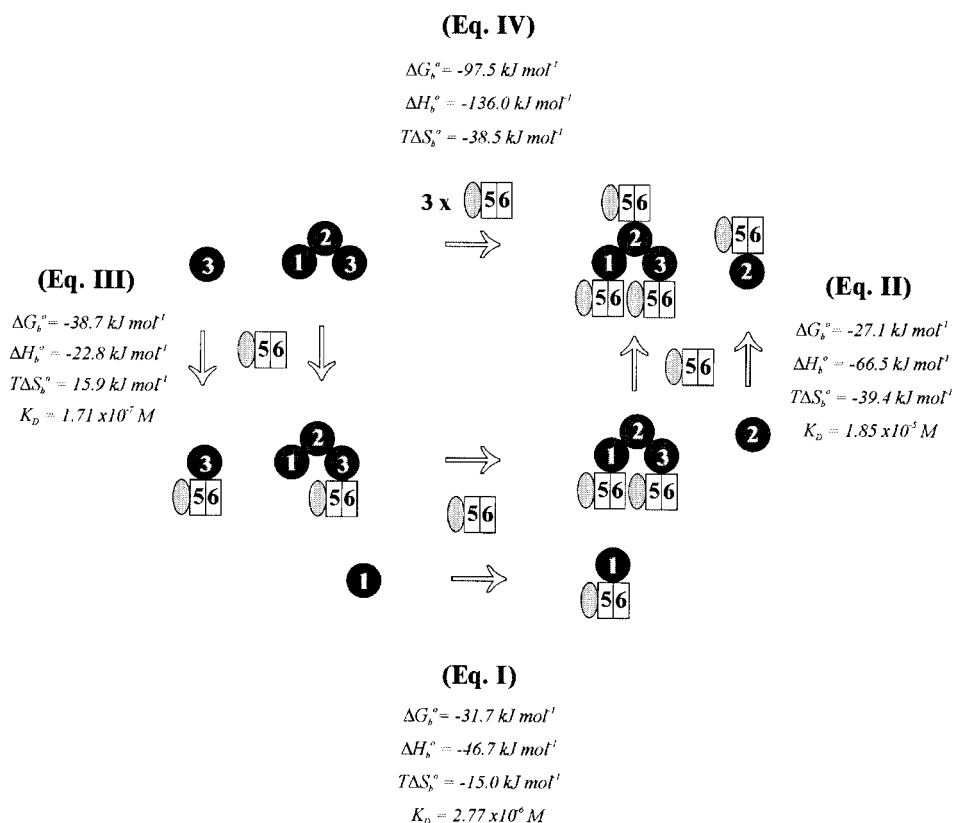 (Eq. IV)
ΔG_b° = -97.5 kJ mol⁻¹
ΔH_b° = -136.0 kJ mol⁻¹
TΔS_b° = -38.5 kJ mol⁻¹
3 x 56
56
56
2
2
3
1
3
1
3
2
56
56
(Eq. III)
ΔG_b° = -38.7 kJ mol⁻¹
ΔH_b° = -22.8 kJ mol⁻¹
TΔS_b° = 15.9 kJ mol⁻¹
K_D = 1.71 x10⁻⁷ M
56
56
(Eq. II)
ΔG_b° = -27.1 kJ mol⁻¹
ΔH_b° = -66.5 kJ mol⁻¹
TΔS_b° = -39.4 kJ mol⁻¹
K_D = 1.85 x10⁻⁵ M
2
2
2
3
1
3
1
3
56
56
56
56
56
1
1
56
(Eq. I)
ΔG_b° = -31.7 kJ mol⁻¹
ΔH_b° = -46.7 kJ mol⁻¹
TΔS_b° = -15.0 kJ mol⁻¹
K_D = 2.77 x10⁻⁶ M